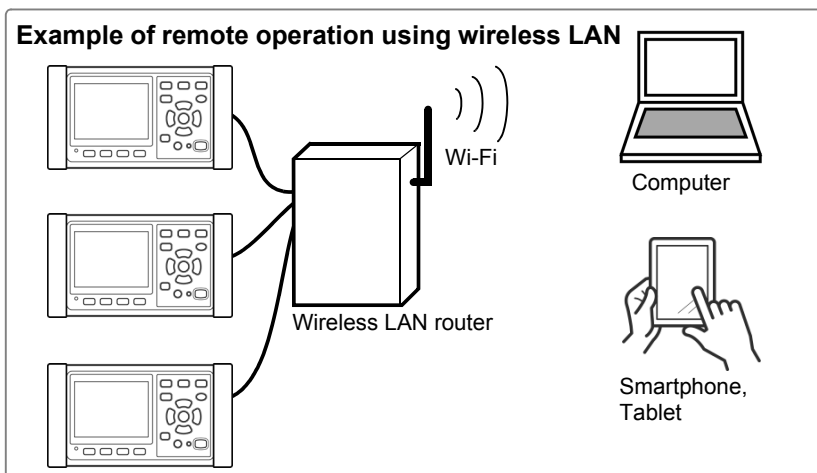 Example of remote operation using wireless LAN
Wi-Fi
Computer
Wireless LAN router
Smartphone,
Tablet